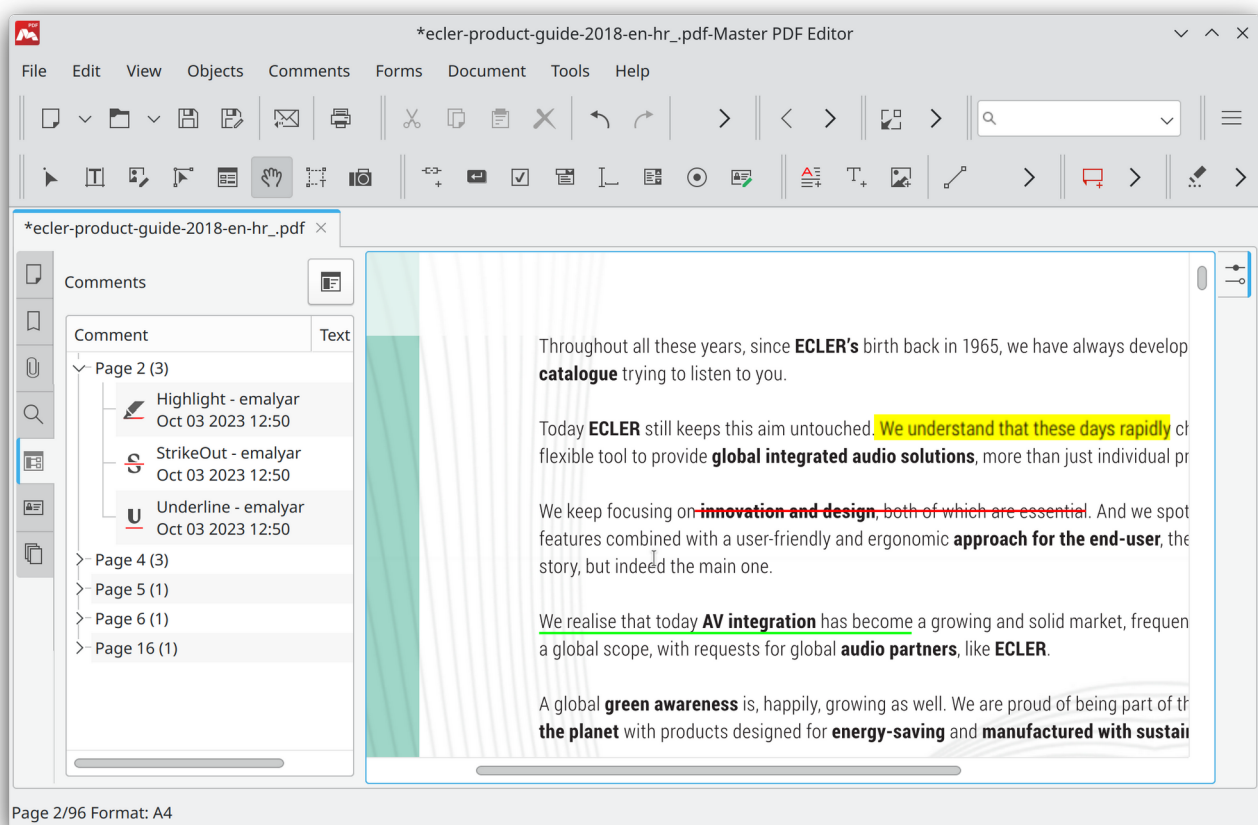 PDF
*ecler-product-guide-2018-en-hr_.pdf-Master PDF Editor
File Edit View Objects Comments Forms Document Tools Help
*ecler-product-guide-2018-en-hr_.pdf
Comments
Comment Text
Page 2 (3)
Highlight - emalyar
Oct 03 2023 12:50
StrikeOut - emalyar
Oct 03 2023 12:50
Underline - emalyar
Oct 03 2023 12:50
Page 4 (3)
Page 5 (1)
Page 6 (1)
Page 16 (1)
Throughout all these years, since ECLER's birth back in 1965, we have always develop
catalogue trying to listen to you.
Today ECLER still keeps this aim untouched. We understand that these days rapidly ch
flexible tool to provide global integrated audio solutions, more than just individual pr
We keep focusing on innovation and design, both of which are essential. And we spot
features combined with a user-friendly and ergonomic approach for the end-user, the
story, but indeed the main one.
We realise that today AV integration has become a growing and solid market, frequen
a global scope, with requests for global audio partners, like ECLER.
A global green awareness is, happily, growing as well. We are proud of being part of th
the planet with products designed for energy-saving and manufactured with sustain
Page 2/96 Format: A4